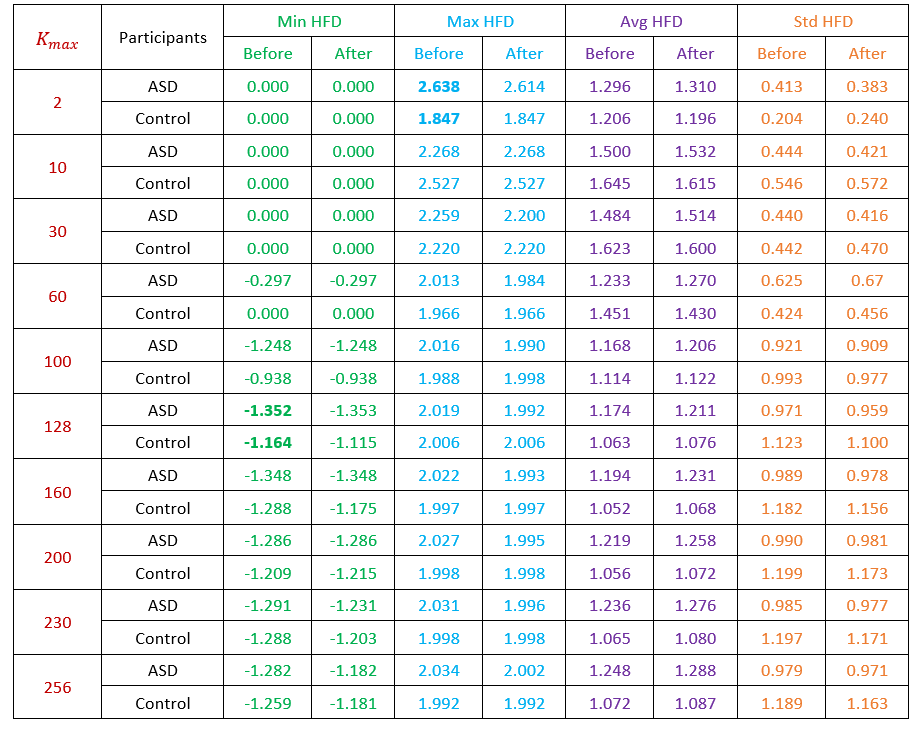 K_max Participants Min HFD Max HFD Avg HFD Std HFD
Before After Before After Before After Before After
2 ASD 0.000 0.000 2.638 2.614 1.296 1.310 0.413 0.383
Control 0.000 0.000 1.847 1.847 1.206 1.196 0.204 0.240
10 ASD 0.000 0.000 2.268 2.268 1.500 1.532 0.444 0.421
Control 0.000 0.000 2.527 2.527 1.645 1.615 0.546 0.572
30 ASD 0.000 0.000 2.259 2.200 1.484 1.514 0.440 0.416
Control 0.000 0.000 2.220 2.220 1.623 1.600 0.442 0.470
60 ASD -0.297 -0.297 2.013 1.984 1.233 1.270 0.625 0.67
Control 0.000 0.000 1.966 1.966 1.451 1.430 0.424 0.456
100 ASD -1.248 -1.248 2.016 1.990 1.168 1.206 0.921 0.909
Control -0.938 -0.938 1.988 1.998 1.114 1.122 0.993 0.977
128 ASD -1.352 -1.353 2.019 1.992 1.174 1.211 0.971 0.959
Control -1.164 -1.115 2.006 2.006 1.063 1.076 1.123 1.100
160 ASD -1.348 -1.348 2.022 1.993 1.194 1.231 0.989 0.978
Control -1.288 -1.175 1.997 1.997 1.052 1.068 1.182 1.156
200 ASD -1.286 -1.286 2.027 1.995 1.219 1.258 0.990 0.981
Control -1.209 -1.215 1.998 1.998 1.056 1.072 1.199 1.173
230 ASD -1.291 -1.231 2.031 1.996 1.236 1.276 0.985 0.977
Control -1.288 -1.203 1.998 1.998 1.065 1.080 1.197 1.171
256 ASD -1.282 -1.182 2.034 2.002 1.248 1.288 0.979 0.971
Control -1.259 -1.181 1.992 1.992 1.072 1.087 1.189 1.163